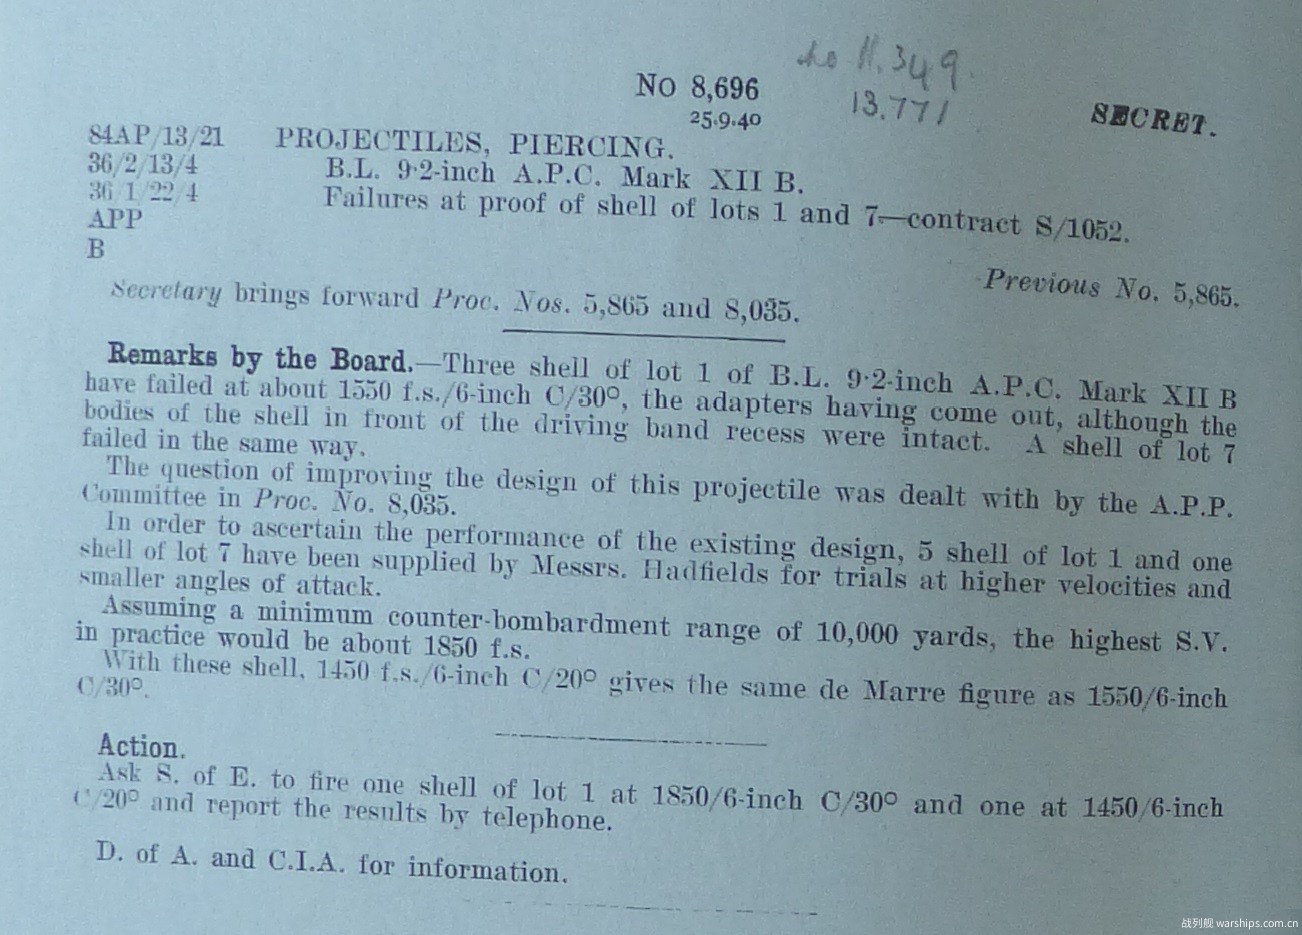 No 11.349.
13.771
No 8,696
25·9·40
SECRET.
84AP/13/21
36/2/13/4
36/1/22/4
APP
B
PROJECTILES, PIERCING.
B.L. 9·2-inch A.P.C. Mark XII B.
Failures at proof of shell of lots 1 and 7—contract S/1052.
Previous No. 5,865.
Secretary brings forward Proc. Nos. 5,865 and 8,035.
Remarks by the Board.—Three shell of lot 1 of B.L. 9·2-inch A.P.C. Mark XII B
have failed at about 1550 f.s./6-inch C/30°, the adapters having come out, although the
bodies of the shell in front of the driving band recess were intact. A shell of lot 7
failed in the same way.
The question of improving the design of this projectile was dealt with by the A.P.P.
Committee in Proc. No. 8,035.
In order to ascertain the performance of the existing design, 5 shell of lot 1 and one
shell of lot 7 have been supplied by Messrs. Hadfields for trials at higher velocities and
smaller angles of attack.
Assuming a minimum counter-bombardment range of 10,000 yards, the highest S.V.
in practice would be about 1850 f.s.
With these shell, 1450 f.s./6-inch C/20° gives the same de Marre figure as 1550/6-inch
C/30°.
Action.
Ask S. of E. to fire one shell of lot 1 at 1850/6-inch C/30° and one at 1450/6-inch
C/20° and report the results by telephone.
D. of A. and C.I.A. for information.
战列舰 warships.com.cn